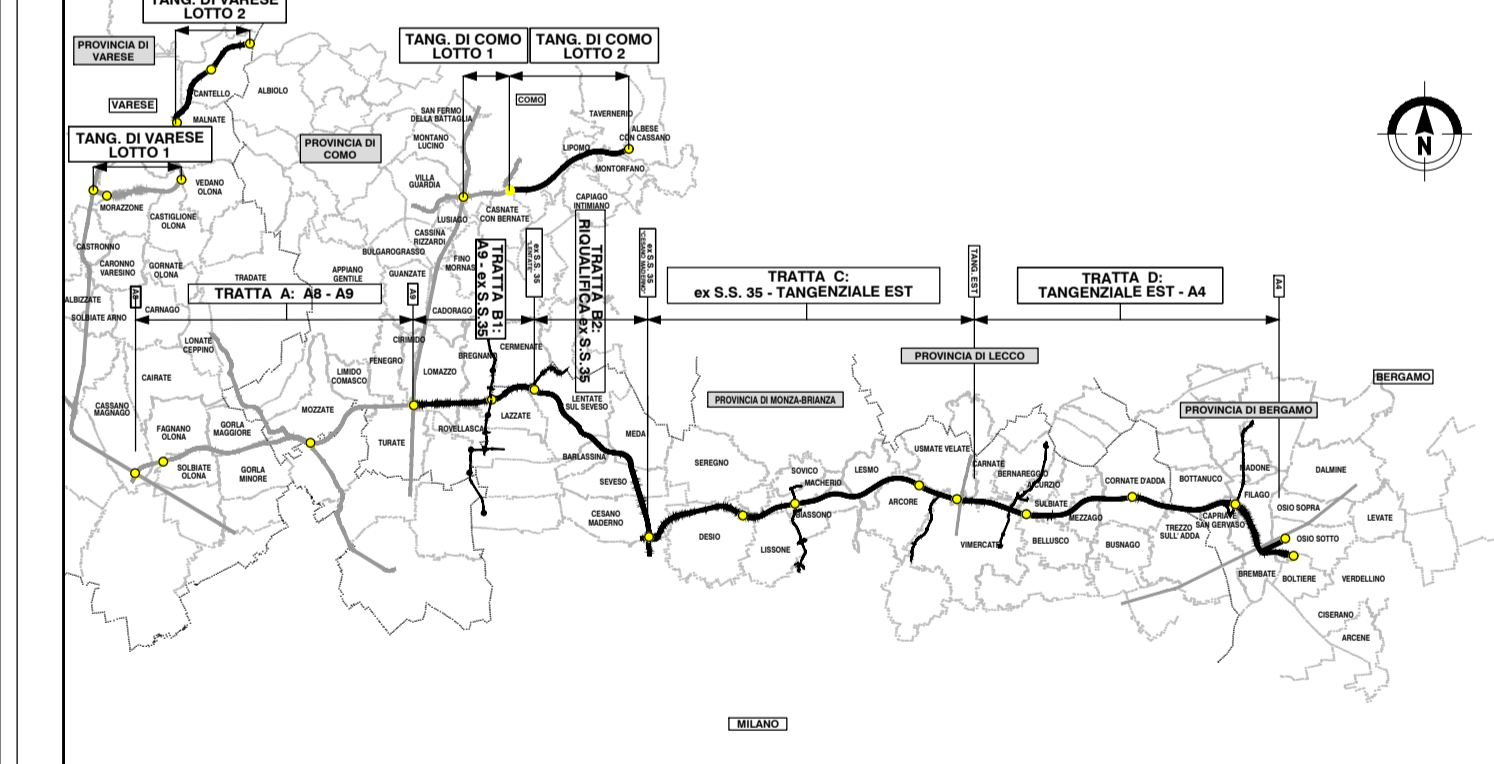 TANG. DI VARESE
LOTTO 2
PROVINCIA DI
VARESE
TANG. DI COMO
LOTTO 1
TANG. DI COMO
LOTTO 2
CANTELLO
ALBIOLO
VARESE
MALNATE
COMO
SAN FERMO
DELLA BATTAGLIA
TAVERNERIO
ALBESE
CON CASSANO
TANG. DI VARESE
LOTTO 1
PROVINCIA DI
COMO
MONTANO
LUCINO
LIPOMO
MONTORFANO
N
VEDANO
OLONA
VILLA
GUARDIA
MORAZZONE
CASTIGLIONE
OLONA
LUSIAGO
CASNATE
CON BERNATE
CAPIAGO
INTIMIANO
CASTRONNO
CASSINA
RIZZARDI
BULGAROGRASSO
CARONNO
VARESINO
GORNATE
OLONA
TRADATE
APPIANO
GENTILE
GUANZATE
FINO
MORNAS
TRATTA B1:
A9 - ex S.S.35
ex S.S. 35
"LENTATE"
TRATTA B2:
RIQUALIFICA ex S.S.35
ex S.S. 35
"CESANO MADERNO"
TRATTA C:
ex S.S. 35 - TANGENZIALE EST
TANG. EST
TRATTA D:
TANGENZIALE EST - A4
A4
ALBIZZATE
A8
TRATTA A: A8 - A9
A9
SOLBIATE ARNO
CARNAGO
CADORAGO
LONATE
CEPPINO
CIRIMIDO
CERMENATE
FENEGRO
BREGNANO
PROVINCIA DI LECCO
CAIRATE
LIMIDO
COMASCO
LOMAZZO
BERGAMO
CASSANO
MAGNAGO
MOZZATE
LAZZATE
LENTATE
SUL SEVESO
PROVINCIA DI MONZA-BRIANZA
PROVINCIA DI BERGAMO
FAGNANO
OLONA
GORLA
MAGGIORE
TURATE
ROVELLASCA
MEDA
SOLBIATE
OLONA
GORLA
MINORE
BARLASSINA
SEVESO
SEREGNO
SOVICO
MACHERIO
LESMO
USMATE VELATE
CARNATE
BERNAREGGIO
AICURZIO
CORNATE D'ADDA
BOTTANUCO
MADONE
DALMINE
FILAGO
CESANO
MADERNO
DESIO
BIASSONO
LISSONE
ARCORE
SULBIATE
MEZZAGO
VIMERCATE
BELLUSCO
BUSNAGO
TREZZO
SULL' ADDA
CAPRIATE
SAN GERVASO
OSIO SOPRA
LEVATE
OSIO SOTTO
BREMBATE
BOLTIERE
VERDELLINO
CISERANO
ARCENE
MILANO